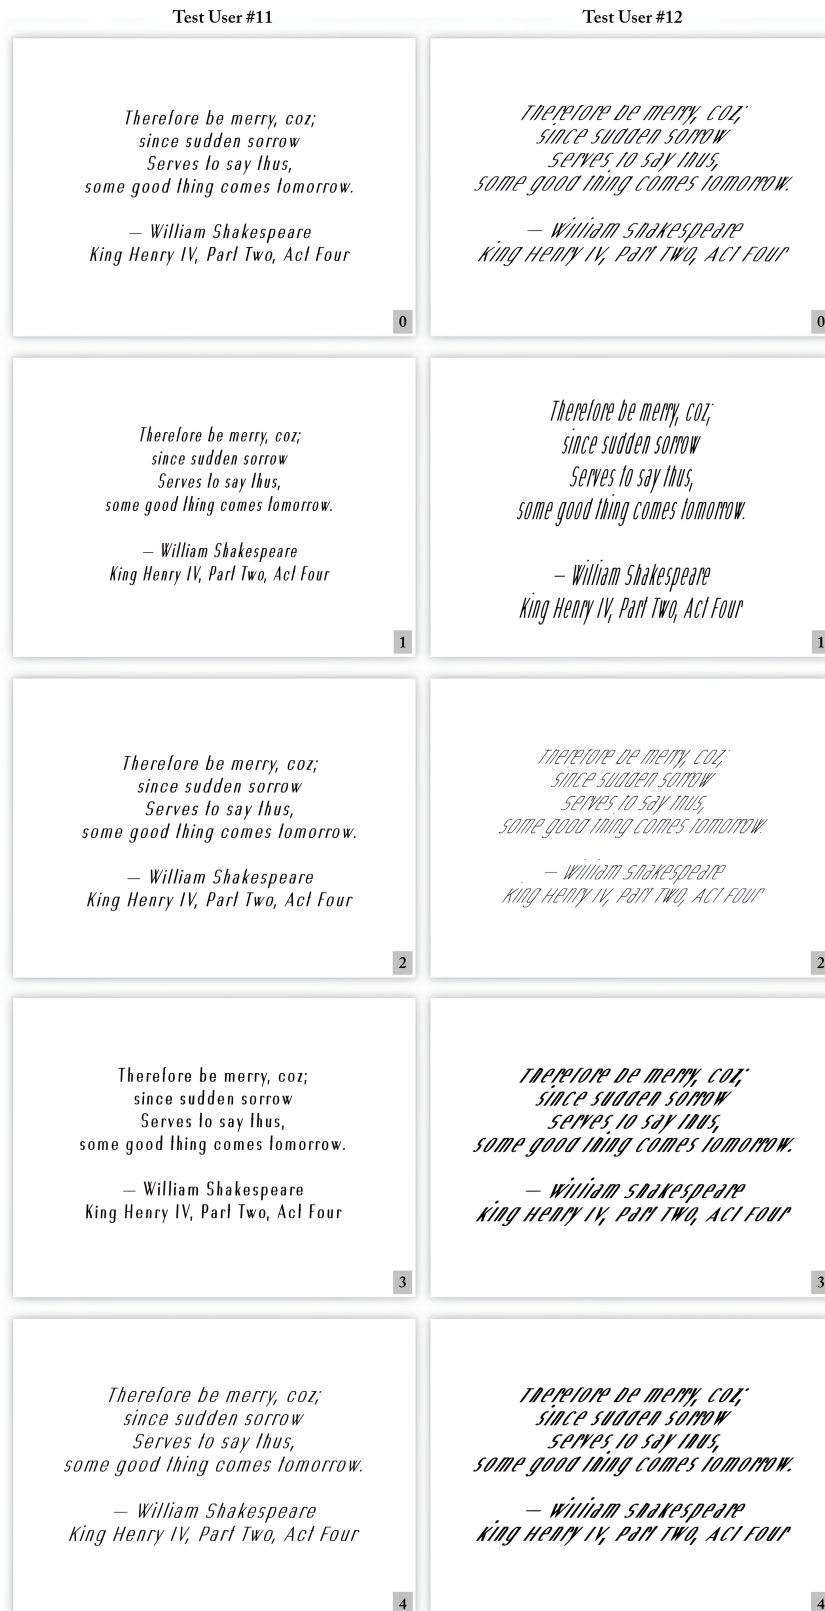 Test User #11
Therefore be merry, coz;
since sudden sorrow
Serves to say thus,
some good thing comes tomorrow.
— William Shakespeare
King Henry IV, Part Two, Act Four
0
Therefore be merry, coz;
since sudden sorrow
Serves to say thus,
some good thing comes tomorrow.
— William Shakespeare
King Henry IV, Part Two, Act Four
1
Therefore be merry, coz;
since sudden sorrow
Serves to say thus,
some good thing comes tomorrow.
— William Shakespeare
King Henry IV, Part Two, Act Four
2
Therefore be merry, coz;
since sudden sorrow
Serves to say thus,
some good thing comes tomorrow.
— William Shakespeare
King Henry IV, Part Two, Act Four
3
Therefore be merry, coz;
since sudden sorrow
Serves to say thus,
some good thing comes tomorrow.
— William Shakespeare
King Henry IV, Part Two, Act Four
4
Test User #12
Therefore be merry, coz;
since sudden sorrow
Serves to say thus,
some good thing comes tomorrow.
— William Shakespeare
King Henry IV, Part Two, Act Four
0
Therefore be merry, coz;
since sudden sorrow
Serves to say thus,
some good thing comes tomorrow.
— William Shakespeare
King Henry IV, Part Two, Act Four
1
Therefore be merry, coz;
since sudden sorrow
Serves to say thus,
some good thing comes tomorrow.
— William Shakespeare
King Henry IV, Part Two, Act Four
2
Therefore be merry, coz;
since sudden sorrow
Serves to say thus,
some good thing comes tomorrow.
— William Shakespeare
King Henry IV, Part Two, Act Four
3
Therefore be merry, coz;
since sudden sorrow
Serves to say thus,
some good thing comes tomorrow.
— William Shakespeare
King Henry IV, Part Two, Act Four
4